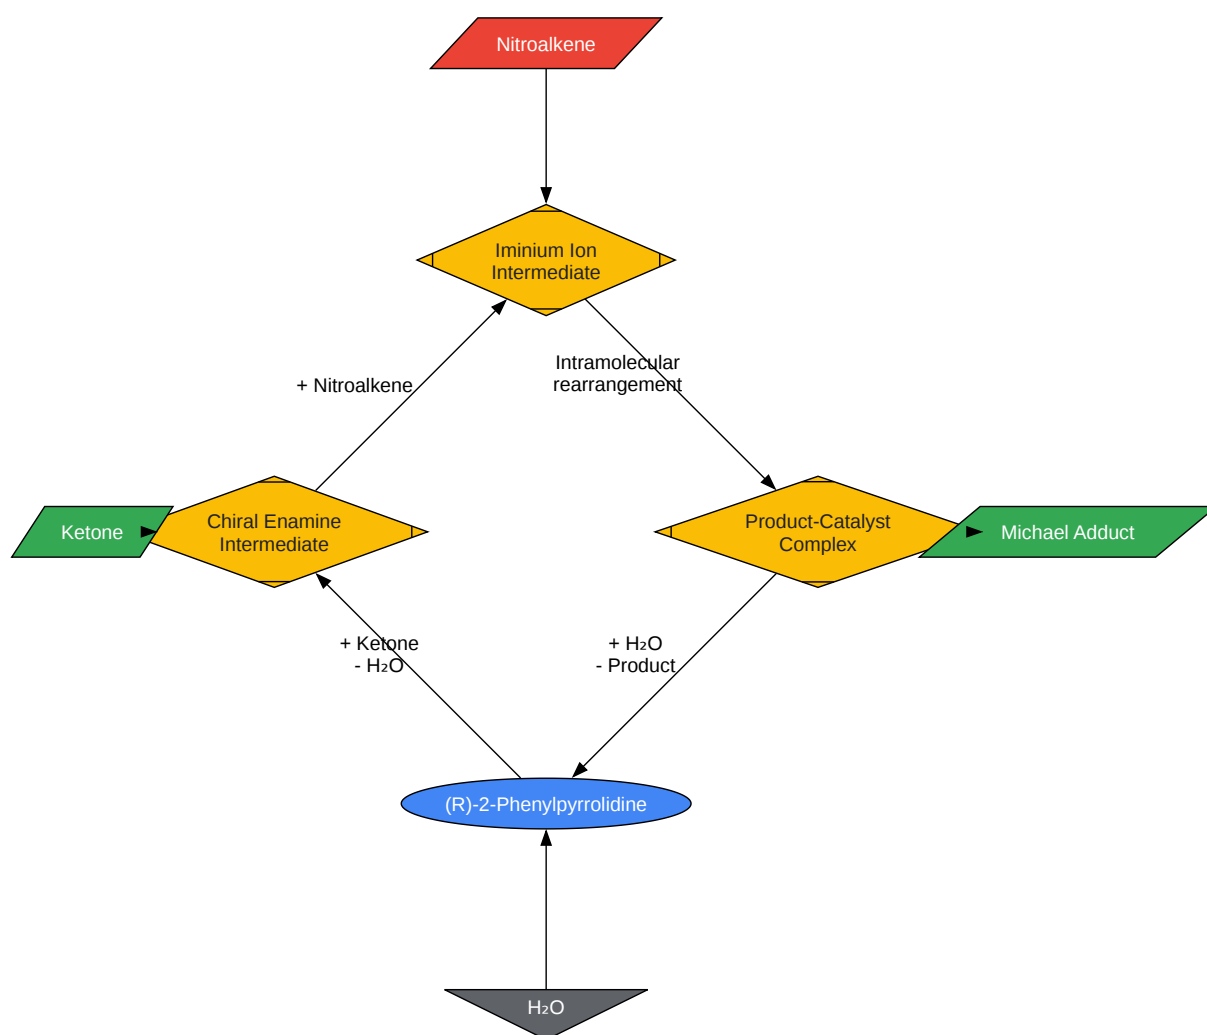 Nitroalkene
Iminium Ion
Intermediate
Intramolecular
rearrangement
+ Nitroalkene
Ketone
Chiral Enamine
Intermediate
Product-Catalyst
Complex
Michael Adduct
+ Ketone
- H₂O
+ H₂O
- Product
(R)-2-Phenylpyrrolidine
H₂O